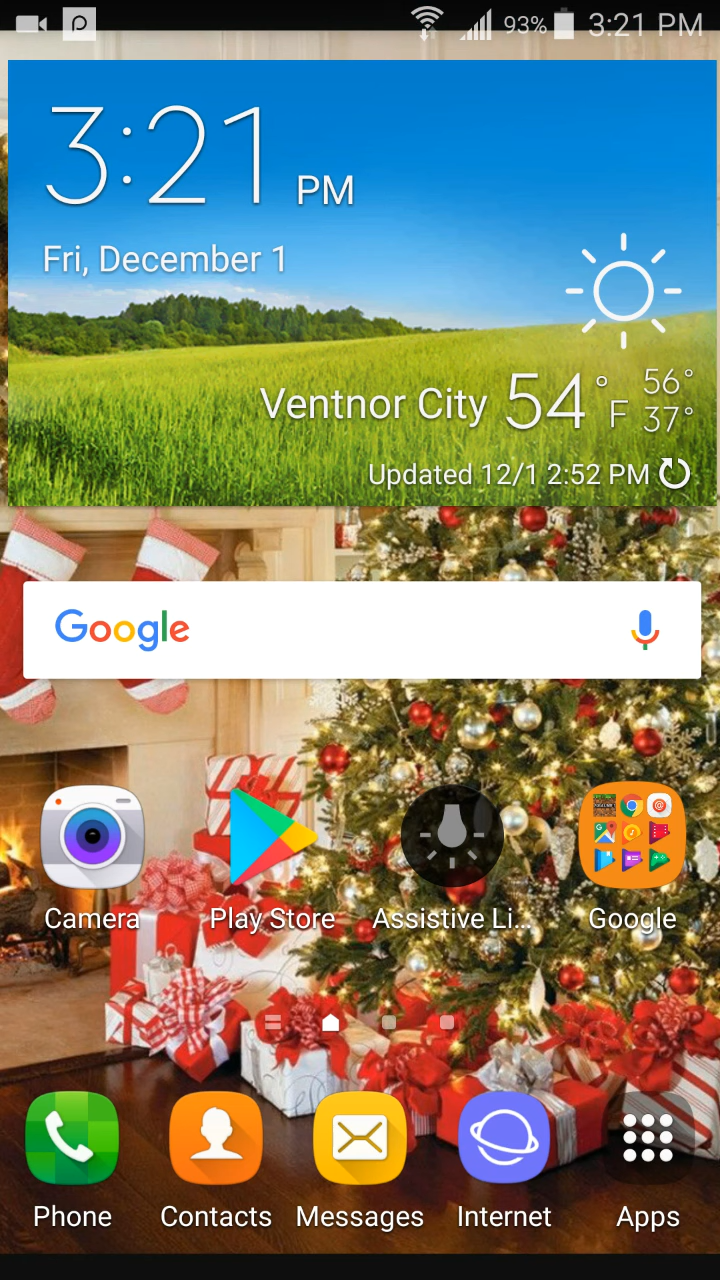 93% 3:21 PM
3:21 PM
Fri, December 1
Ventnor City 54°F 56° 37°
Updated 12/1 2:52 PM
Google
Camera Play Store Assistive Li... Google
Phone Contacts Messages Internet Apps